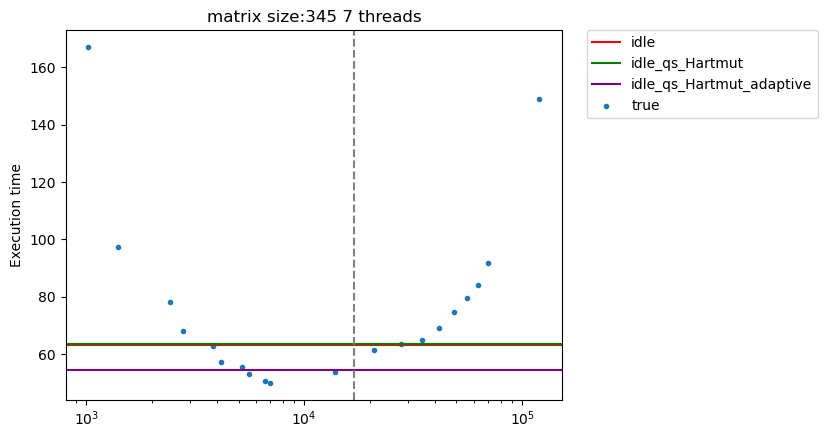 matrix size:345 7 threads
Execution time
160
140
120
100
80
60
10³
10⁴
10⁵
idle
idle_qs_Hartmut
idle_qs_Hartmut_adaptive
true